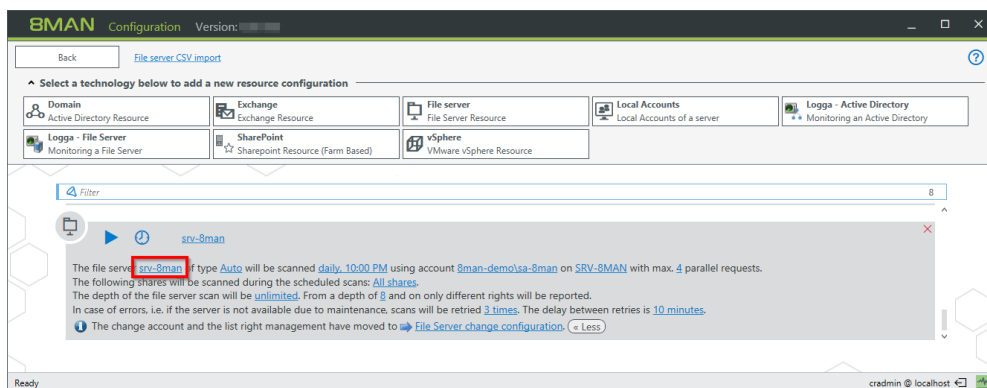 8MAN Configuration Version:
Back File server CSV import
Select a technology below to add a new resource configuration
Domain
Active Directory Resource
Exchange
Exchange Resource
File server
File Server Resource
Local Accounts
Local Accounts of a server
Logga - Active Directory
Monitoring an Active Directory
Logga - File Server
Monitoring a File Server
SharePoint
Sharepoint Resource (Farm Based)
vSphere
VMware vSphere Resource
Filter 8
srv-8man
The file server srv-8man of type Auto will be scanned daily, 10:00 PM using account 8man-demo\sa-8man on SRV-8MAN with max. 4 parallel requests.
The following shares will be scanned during the scheduled scans: All shares.
The depth of the file server scan will be unlimited. From a depth of 8 and on only different rights will be reported.
In case of errors, i.e. if the server is not available due to maintenance, scans will be retried 3 times. The delay between retries is 10 minutes.
The change account and the list right management have moved to File Server change configuration. « Less
Ready cradmin @ localhost